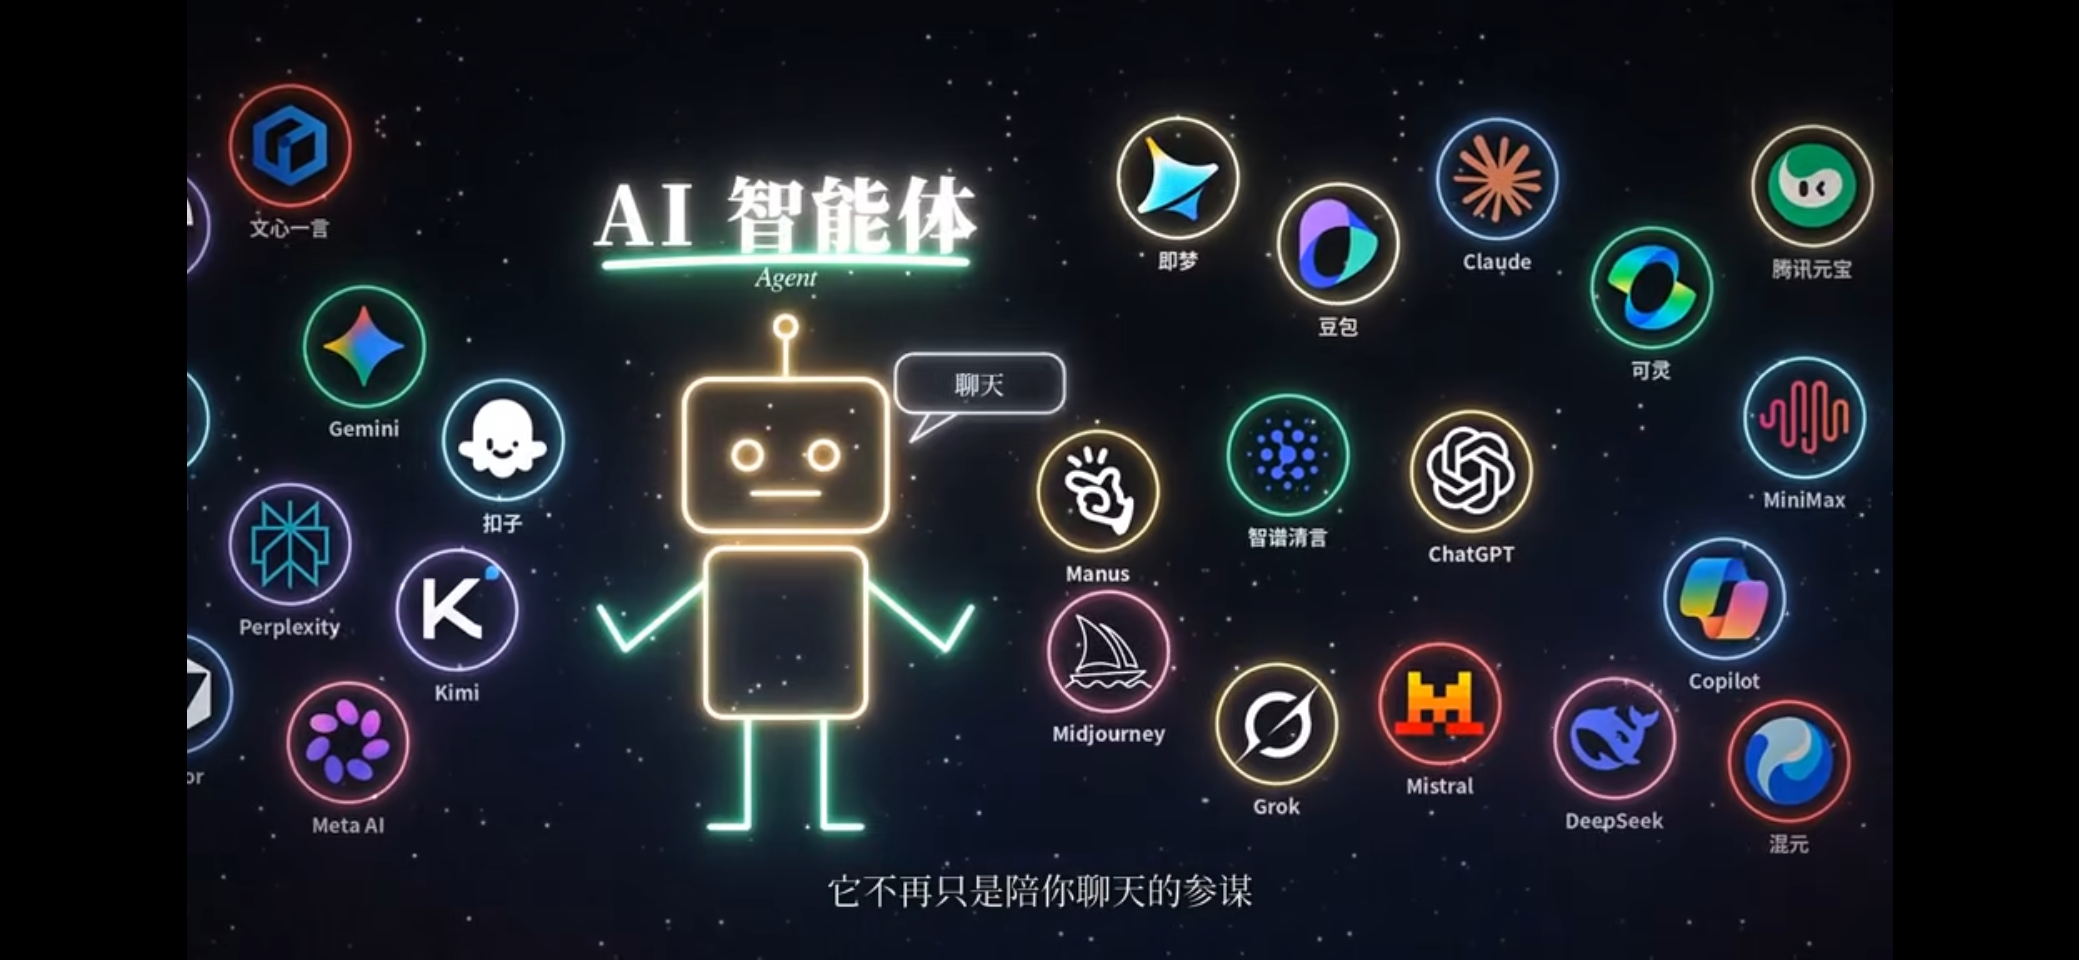 文心一言
Gemini
扣子
Perplexity
Kimi
or
Meta AI
AI 智能体
Agent
聊天
即梦
豆包
Claude
可灵
腾讯元宝
Manus
智谱清言
ChatGPT
MiniMax
Midjourney
Grok
Mistral
DeepSeek
Copilot
混元
它不再只是陪你聊天的参谋